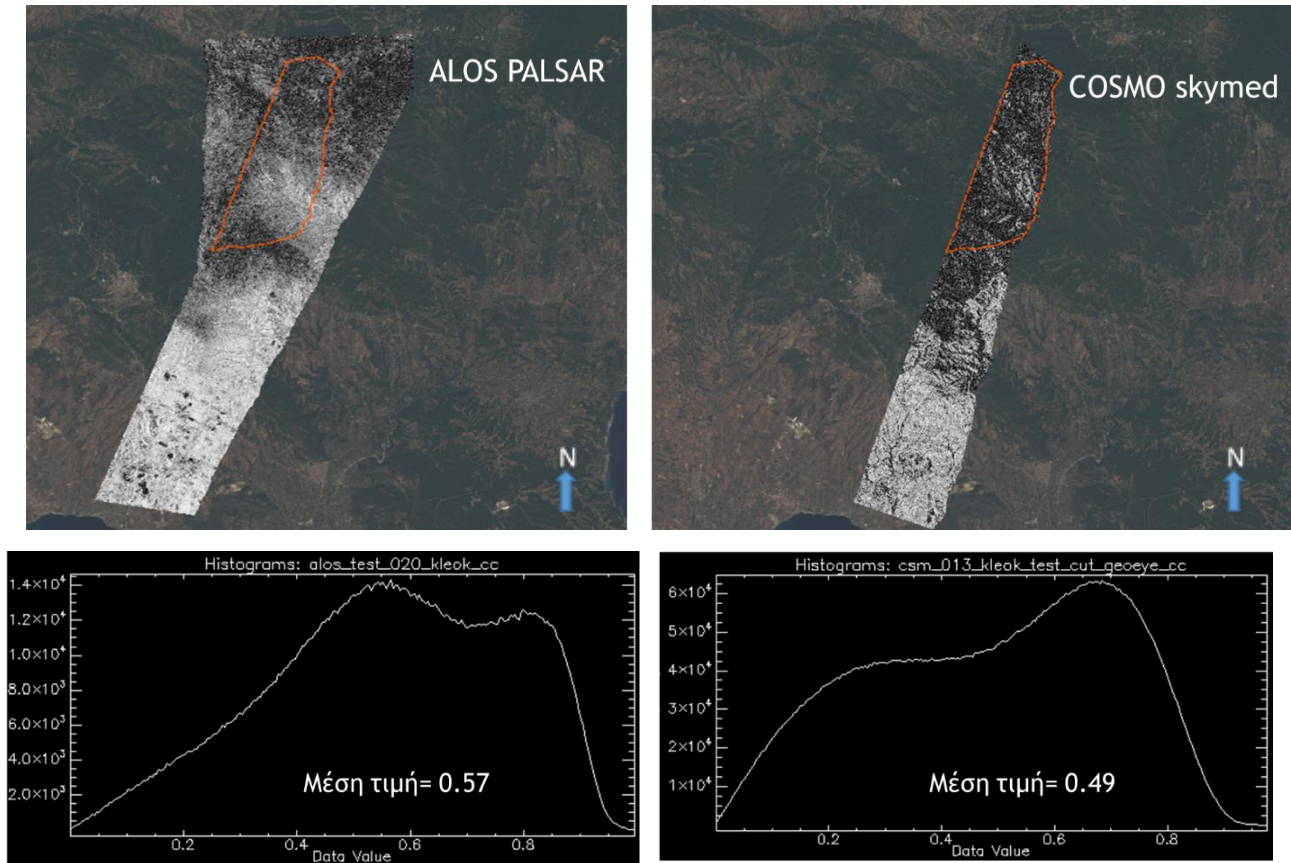 ALOS PALSAR
N
COSMO skymed
N
Histograms: alos_test_020_kleok_cc
1.4×10⁴
1.2×10⁴
1.0×10⁴
8.0×10³
6.0×10³
4.0×10³
2.0×10³
Μέση τιμή= 0.57
0.2 0.4 0.6 0.8
Data Value
Histograms: csm_013_kleok_test_cut_geoeye_cc
6×10⁴
5×10⁴
4×10⁴
3×10⁴
2×10⁴
1×10⁴
Μέση τιμή= 0.49
0.2 0.4 0.6 0.8
Data Value